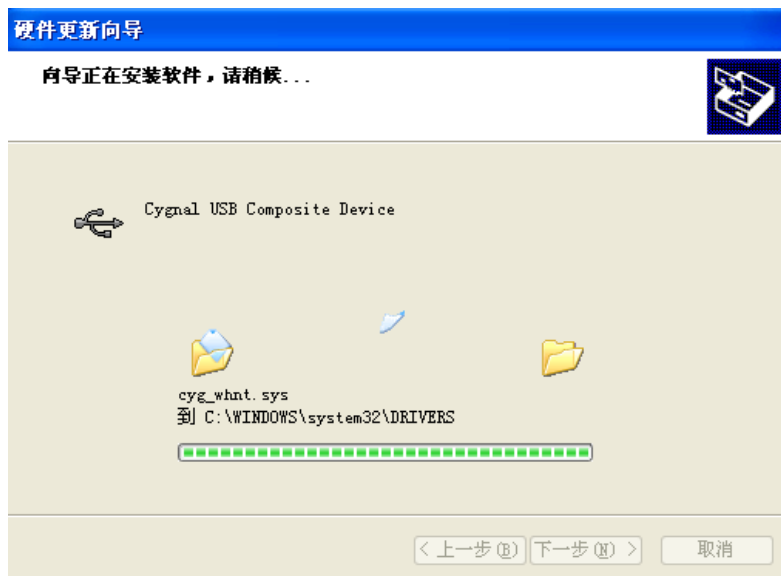 硬件更新向导
向导正在安装软件，请稍候...
Cygnal USB Composite Device
cyg_whnt.sys
到 C:\WINDOWS\system32\DRIVERS
< 上一步(B) 下一步(N) > 取消